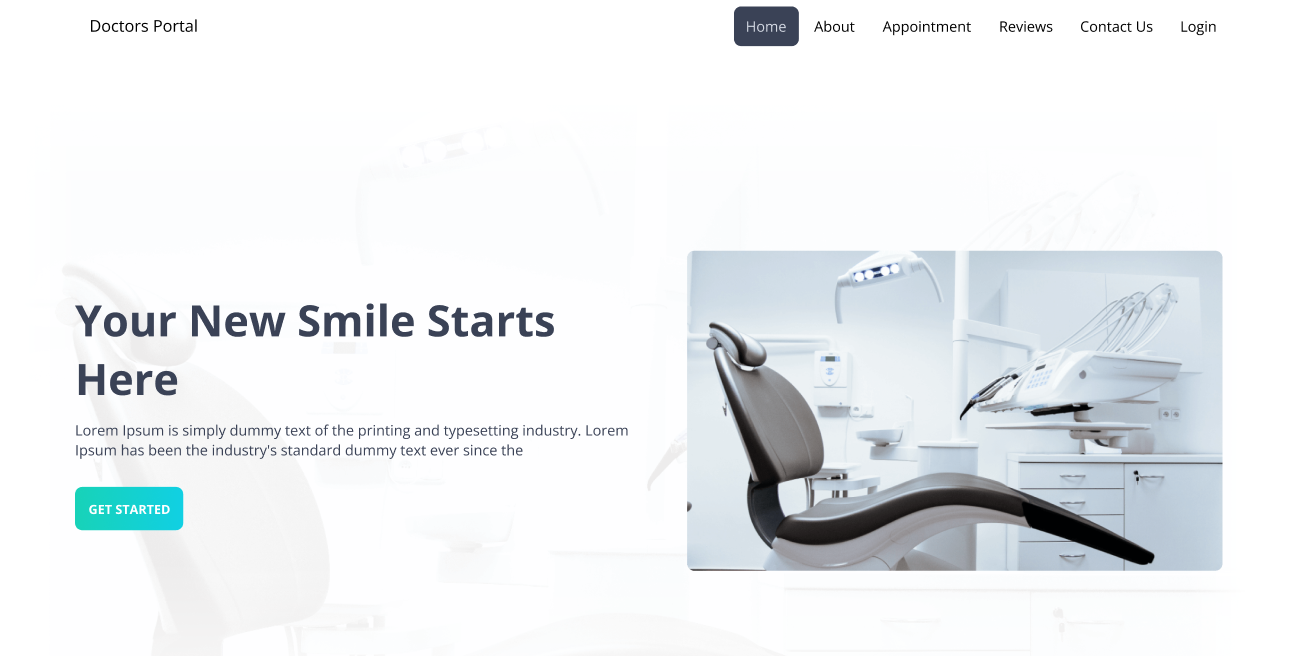 Doctors Portal
Home
About
Appointment
Reviews
Contact Us
Login
Your New Smile Starts
Here
Lorem Ipsum is simply dummy text of the printing and typesetting industry. Lorem
Ipsum has been the industry's standard dummy text ever since the
GET STARTED